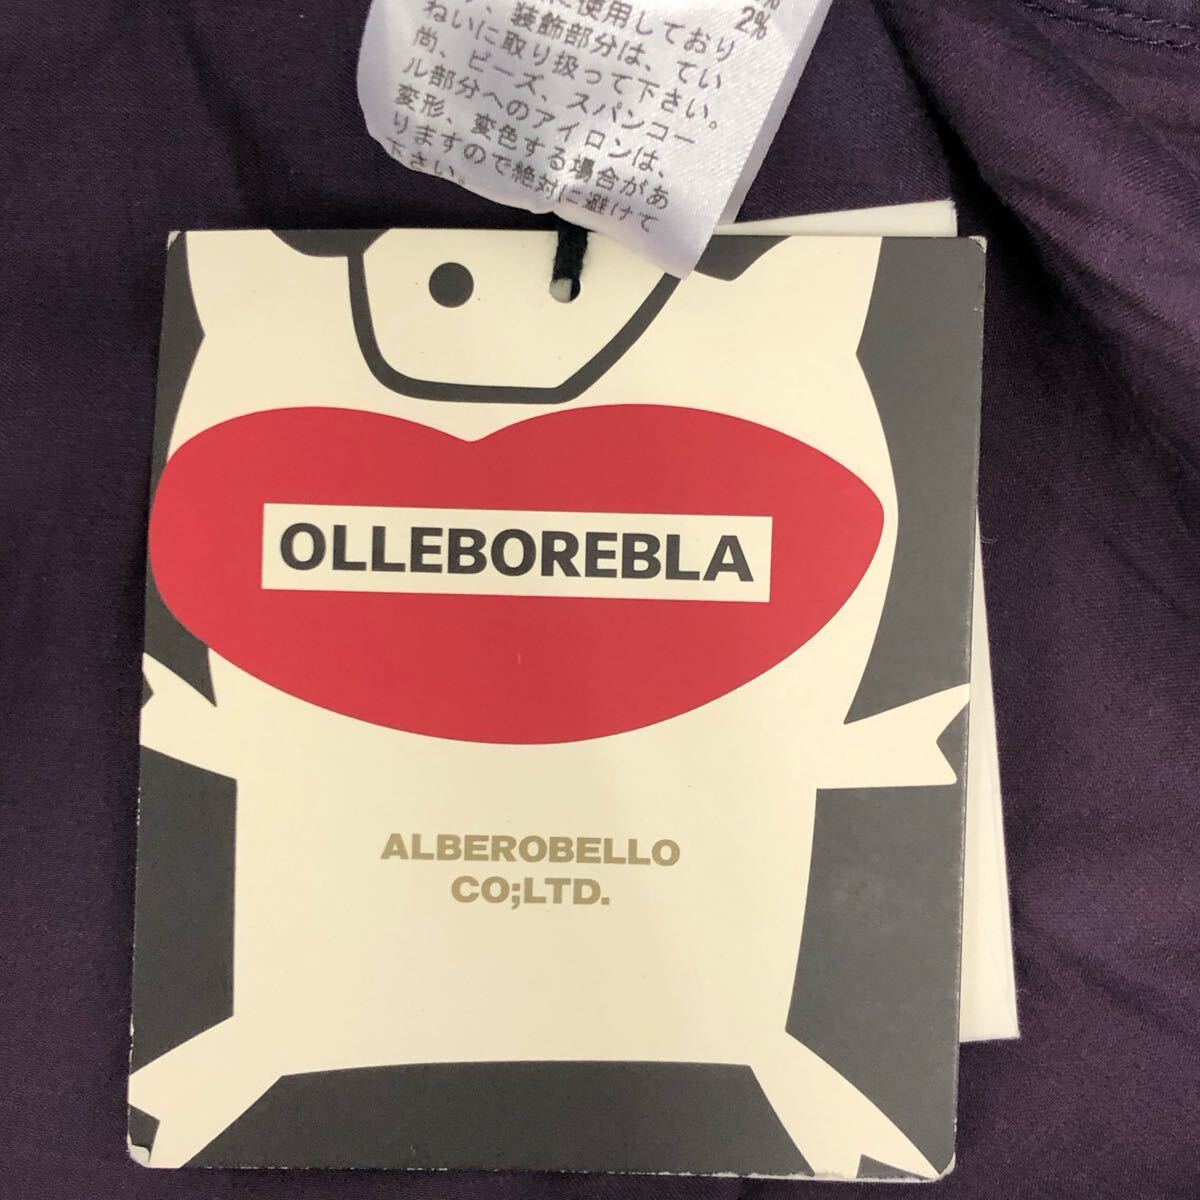 2%
に使用しており
、装飾部分は、てい
ねいに取り扱って下さい。
尚、ビーズ、スパンコー
ル部分へのアイロンは、
変形、変色する場合があ
りますので絶対に避けて
下さい。
OLLEBOREBLA
ALBEROBELLO
CO;LTD.